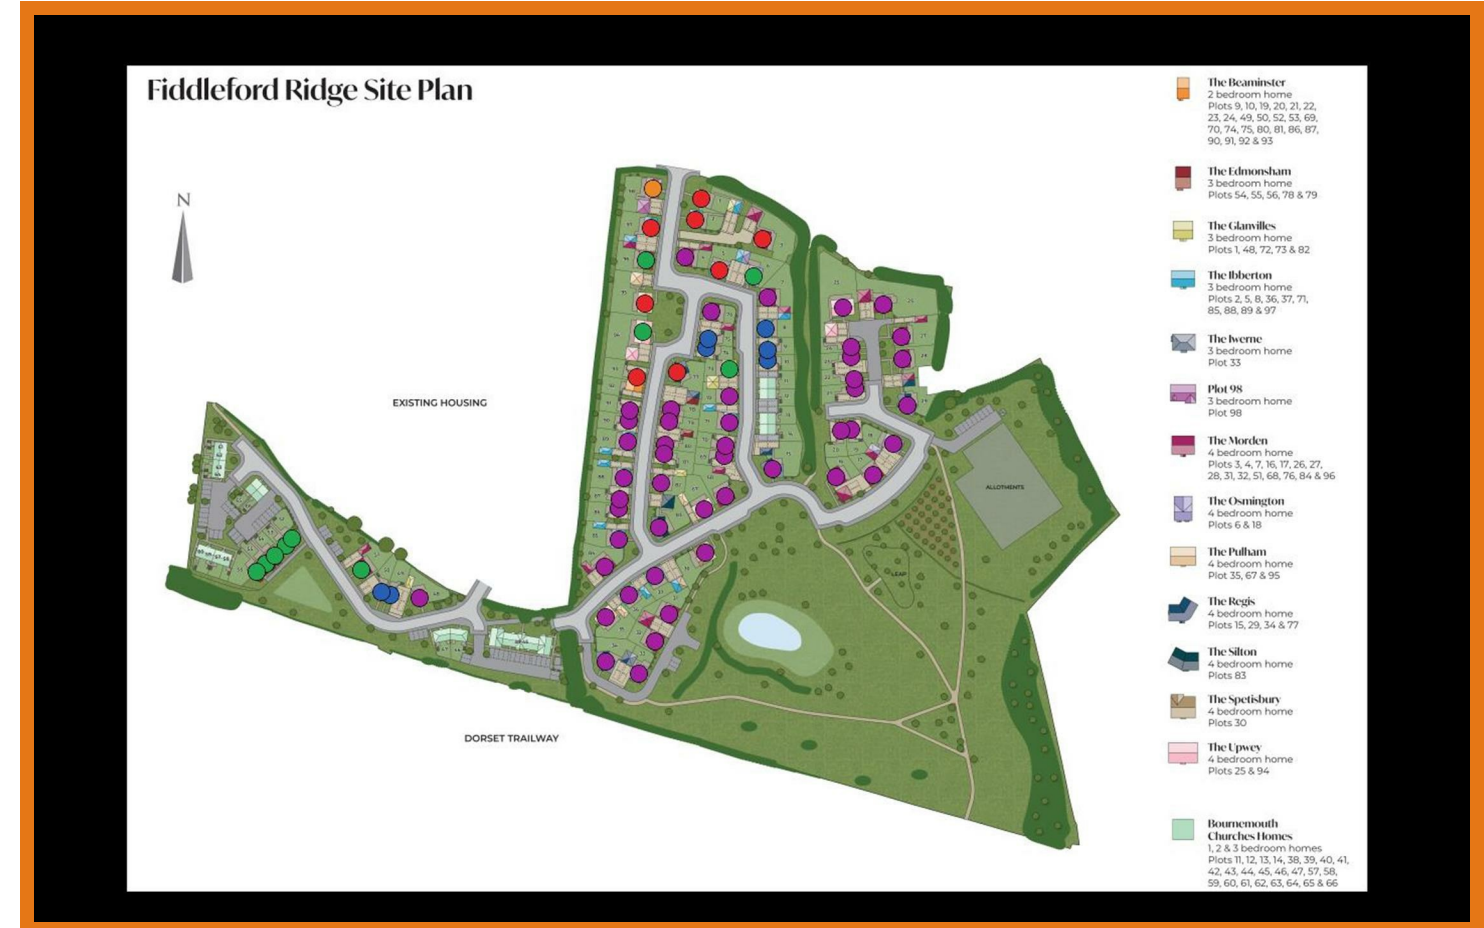 Fiddleford Ridge Site Plan
N
EXISTING HOUSING
DORSET TRAILWAY
ALLOTMENTS
LEAP
The Beaminster
2 bedroom home
Plots 9, 10, 19, 20, 21, 22,
23, 24, 49, 50, 52, 53, 69,
70, 74, 75, 80, 81, 86, 87,
90, 91, 92 & 93
The Edmonsham
3 bedroom home
Plots 54, 55, 56, 78 & 79
The Glanvilles
3 bedroom home
Plots 1, 48, 72, 73 & 82
The Ibberton
3 bedroom home
Plots 2, 5, 8, 36, 37, 71,
85, 88, 89 & 97
The Iwerne
3 bedroom home
Plot 33
Plot 98
3 bedroom home
Plot 98
The Morden
4 bedroom home
Plots 3, 4, 7, 16, 17, 26, 27,
28, 31, 32, 51, 68, 76, 84 & 96
The Osmington
4 bedroom home
Plots 6 & 18
The Pulham
4 bedroom home
Plot 35, 67 & 95
The Regis
4 bedroom home
Plots 15, 29, 34 & 77
The Silton
4 bedroom home
Plots 83
The Spetisbury
4 bedroom home
Plots 30
The Upwey
4 bedroom home
Plots 25 & 94
Bournemouth
Churches Homes
1, 2 & 3 bedroom homes
Plots 11, 12, 13, 14, 38, 39, 40, 41,
42, 43, 44, 45, 46, 47, 57, 58,
59, 60, 61, 62, 63, 64, 65 & 66